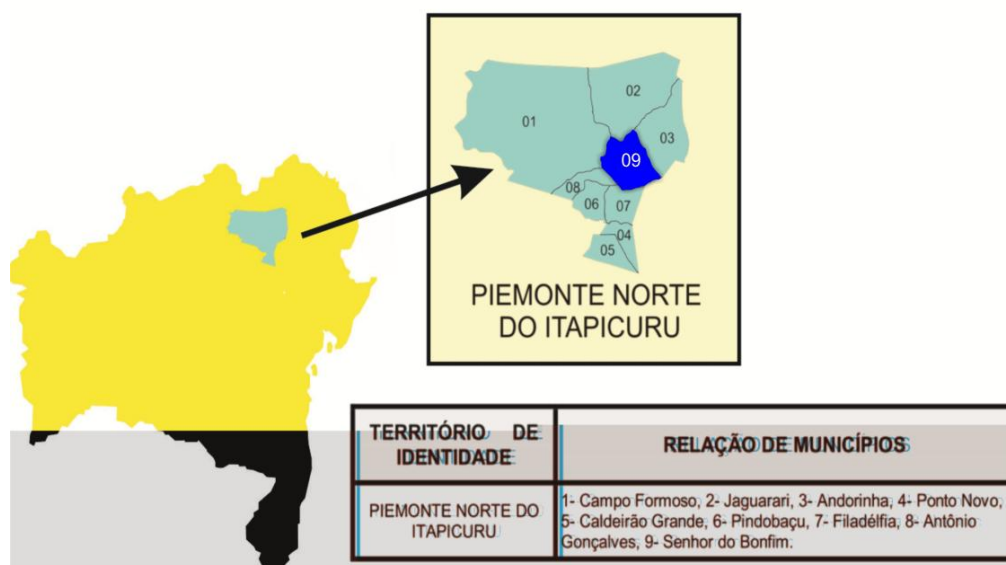 01
02
03
09
08
06
07
04
05
PIEMONTE NORTE
DO ITAPICURU
TERRITÓRIO DE
IDENTIDADE
RELAÇÃO DE MUNICÍPIOS
PIEMONTE NORTE DO
ITAPICURU
1- Campo Formoso, 2- Jaguarari, 3- Andorinha, 4- Ponto Novo,
5- Caldeirão Grande, 6- Pindobaçu, 7- Filadélfia, 8- Antônio
Gonçalves, 9- Senhor do Bonfim.